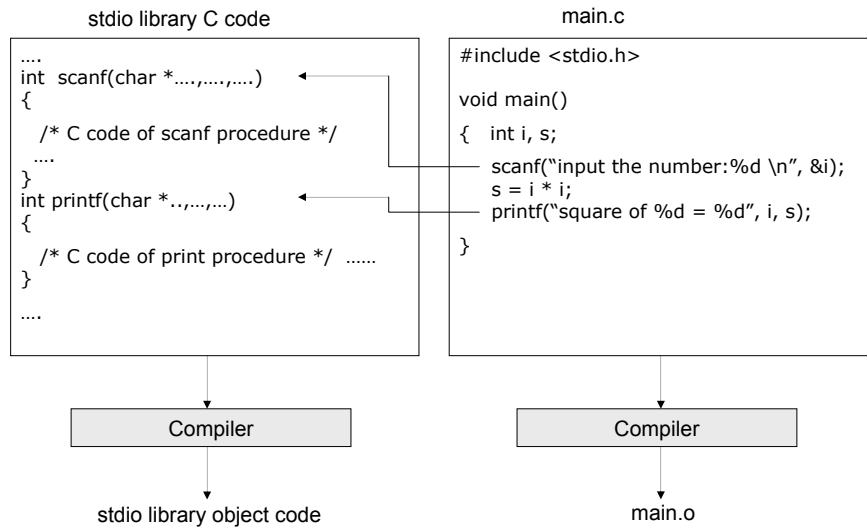 stdio library C code
….
int  scanf(char *….,….,….)
{
/* C code of scanf procedure */
….
}
int printf(char *..,…,…)
{
/* C code of print procedure */  ……
}
….
Compiler
stdio library object code
main.c
#include <stdio.h>
void main()
{   int i, s;
scanf(“input the number:%d \n”, &i);
s = i * i;
printf(“square of %d = %d”, i, s);
}
Compiler
main.o